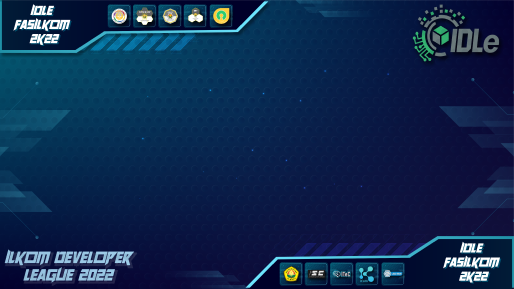 IDLE
FASILKOM
2K22
IDLe
ILKOM DEVELOPER
LEAGUE 2022
IDLE
FASILKOM
2K22